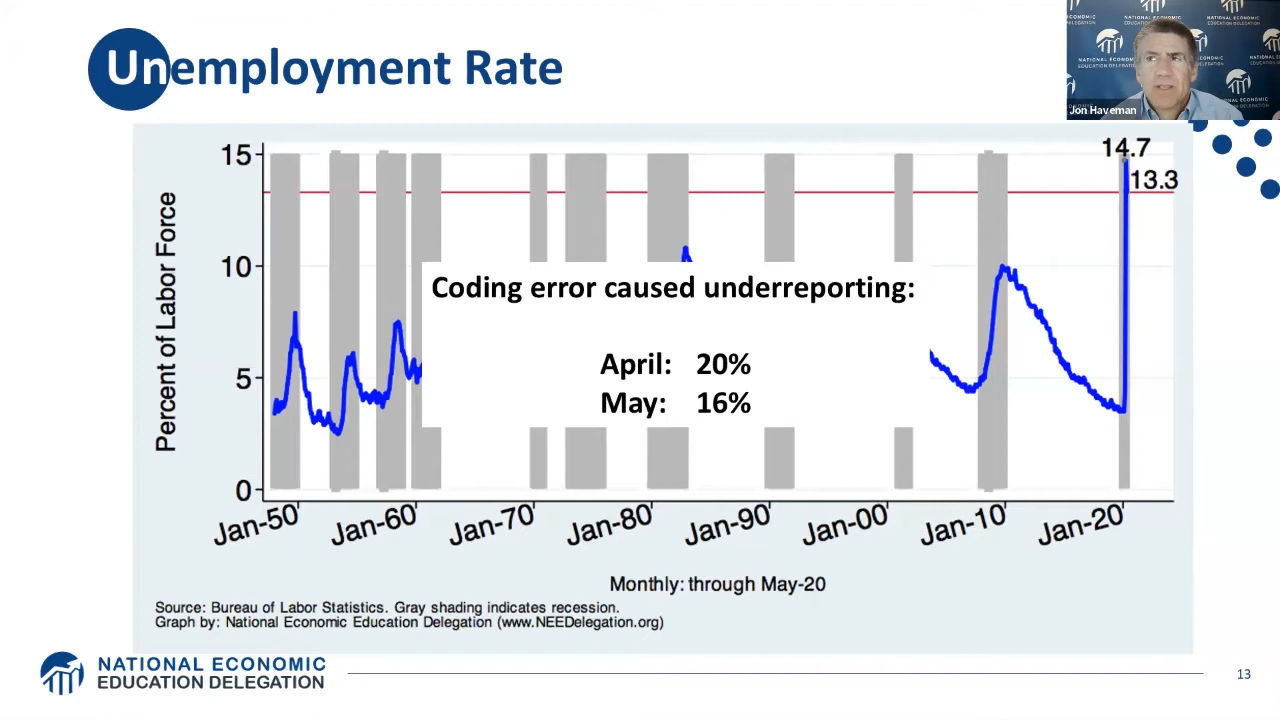 Unemployment Rate
NATIONAL ECONOMIC
EDUCATION DELEGATION
Jon Haveman
14.7
13.3
Percent of Labor Force
15
10
5
0
Coding error caused underreporting:
April: 20%
May: 16%
Jan-50 Jan-60 Jan-70 Jan-80 Jan-90 Jan-00 Jan-10 Jan-20
Monthly: through May-20
Source: Bureau of Labor Statistics. Gray shading indicates recession.
Graph by: National Economic Education Delegation (www.NEEDelegation.org)
NATIONAL ECONOMIC
EDUCATION DELEGATION
13